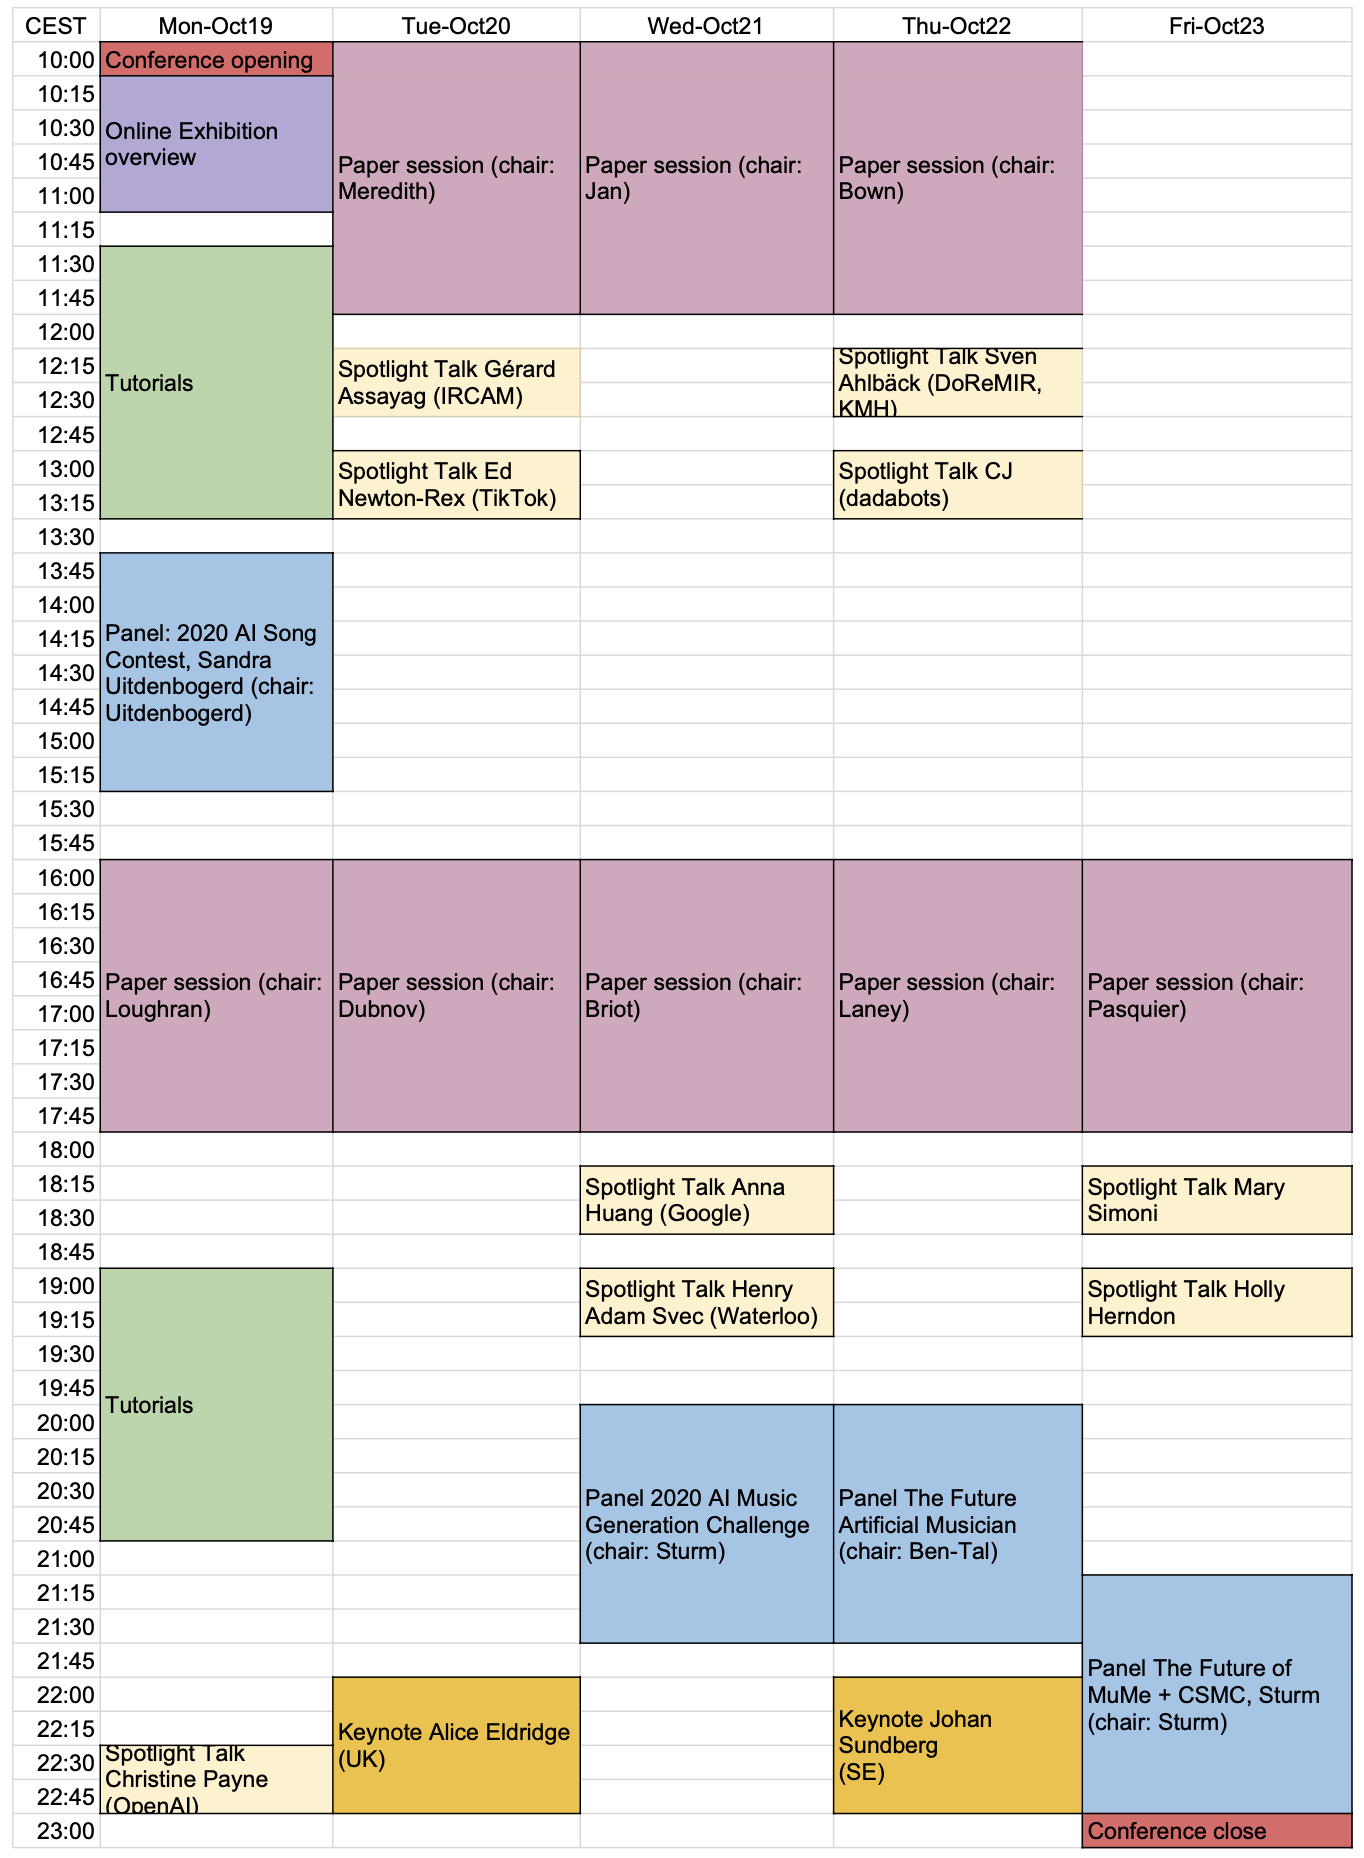 CEST Mon-Oct19 Tue-Oct20 Wed-Oct21 Thu-Oct22 Fri-Oct23
10:00 Conference opening
10:15
10:30 Online Exhibition
overview
10:45 Paper session (chair: Paper session (chair: Paper session (chair:
11:00 Meredith) Jan) Bown)
11:15
11:30
11:45
12:00
12:15 Spotlight Talk Gérard Spotlight Talk Sven
Tutorials Assayag (IRCAM) Ahlbäck (DoReMIR,
12:30 KMH)
12:45
13:00 Spotlight Talk Ed Spotlight Talk CJ
13:15 Newton-Rex (TikTok) (dadabots)
13:30
13:45
14:00
14:15 Panel: 2020 AI Song
14:30 Contest, Sandra
Uitdenbogerd (chair:
14:45 Uitdenbogerd)
15:00
15:15
15:30
15:45
16:00
16:15
16:30
16:45 Paper session (chair: Paper session (chair: Paper session (chair: Paper session (chair: Paper session (chair:
17:00 Loughran) Dubnov) Briot) Laney) Pasquier)
17:15
17:30
17:45
18:00
18:15 Spotlight Talk Anna Spotlight Talk Mary
18:30 Huang (Google) Simoni
18:45
19:00 Spotlight Talk Henry Spotlight Talk Holly
19:15 Adam Svec (Waterloo) Herndon
19:30
19:45
Tutorials
20:00
20:15
20:30 Panel 2020 AI Music Panel The Future
20:45 Generation Challenge Artificial Musician
21:00 (chair: Sturm) (chair: Ben-Tal)
21:15
21:30
21:45 Panel The Future of
22:00 MuMe + CSMC, Sturm
22:15 Keynote Alice Eldridge Keynote Johan (chair: Sturm)
22:30 Spotlight Talk (UK) Sundberg
Christine Payne (SE)
22:45 (OpenAI)
23:00 Conference close